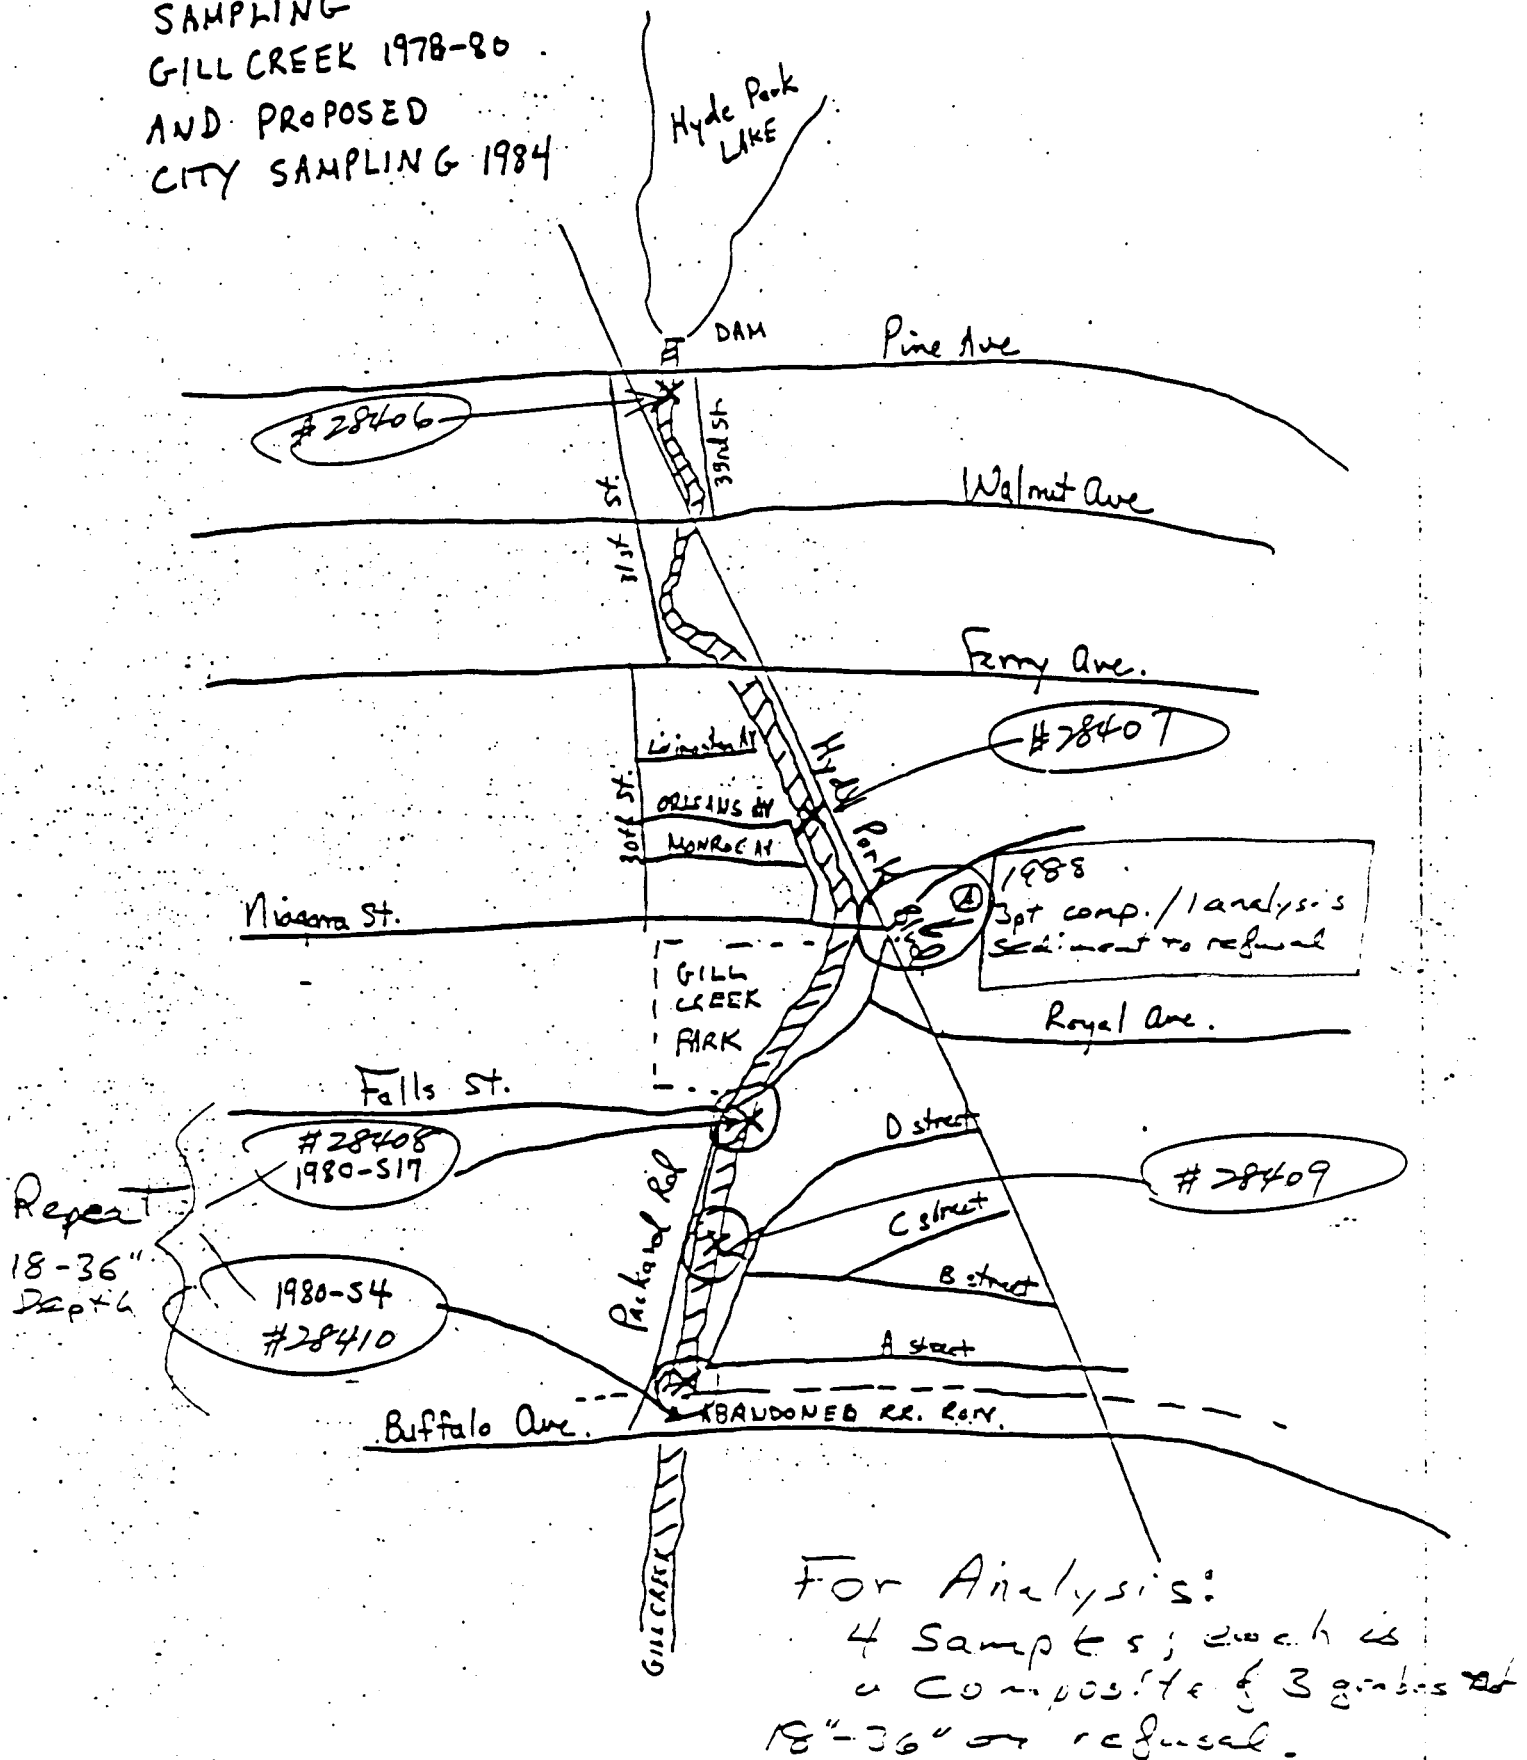 SAMPLING
GILL CREEK 1978-80
AND PROPOSED
CITY SAMPLING 1984
Hyde Park
LAKE
DAM
Pine Ave
#28406
39rd St.
31st St.
Walnut Ave
Ferry Ave.
#28407
Livingston AV
ORLEANS AV
MONROE AV
30th St.
Hyde Park
1988
3pt comp./1 analysis
sediment to refusal
A
Niagara St.
GILL
CREEK
PARK
Royal Ave.
Falls St.
#28408
1980-S17
D street
#28409
C street
B street
Packard Rd
Repeat
18-36"
Depth
1980-S4
#28410
A street
ABANDONED RR. ROW.
Buffalo Ave.
GILL CREEK
For Analysis:
4 Samples; each is
a Composite of 3 grabs
18"-36" or refusal.